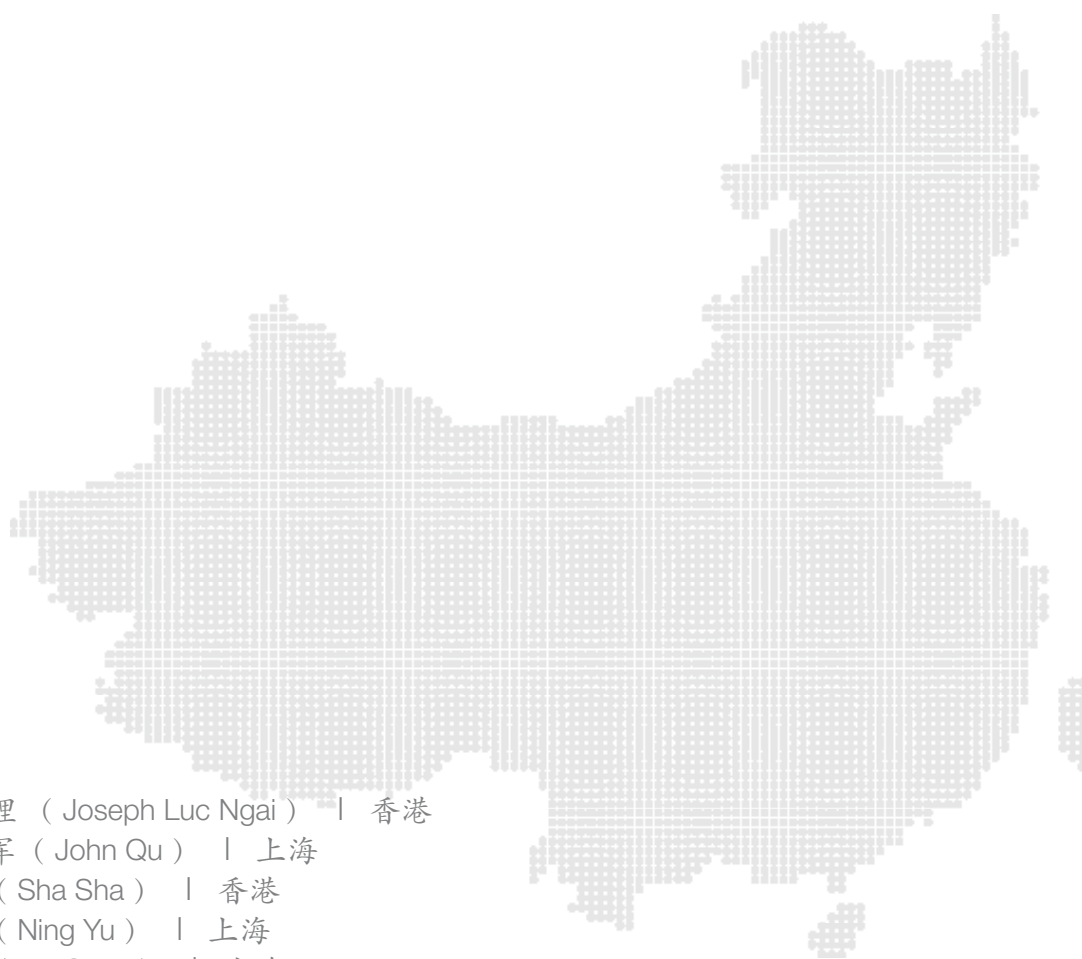 理 （Joseph Luc Ngai） | 香港
军（John Qu） | 上海
（Sha Sha） | 香港
（Ning Yu） | 上海